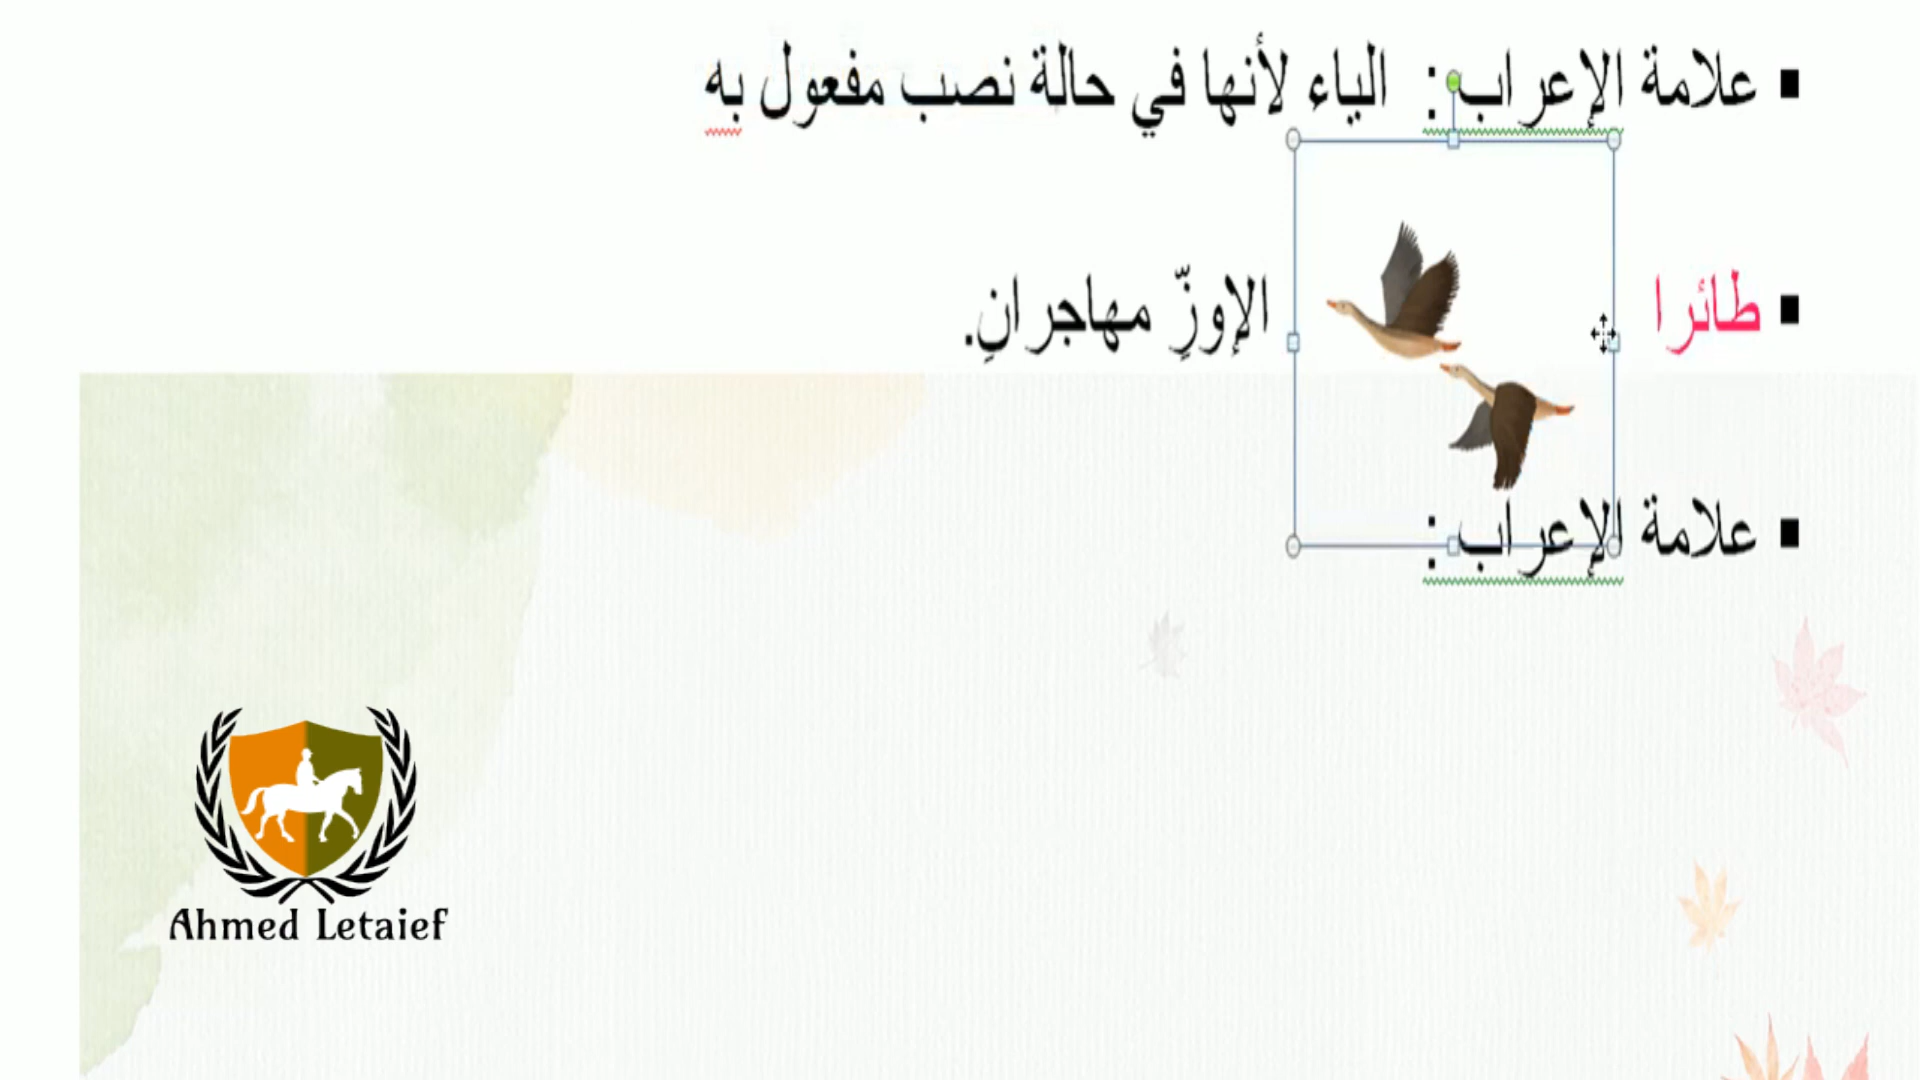 ▪ علامة الإعراب : الياء لأنها في حالة نصب مفعول به
▪ طائرا الإوزِّ مهاجرانِ.
▪ علامة الإعراب :
Ahmed Letaief